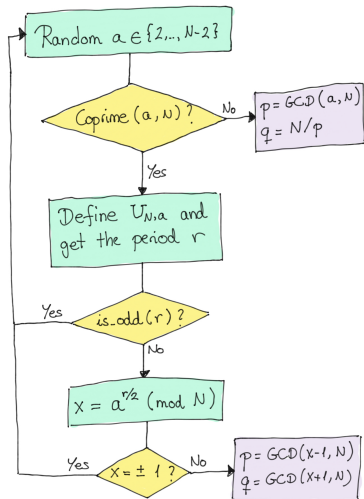 Random a ∈ {2,..., N-2}
Coprime (a, N) ?
No
p = GCD (a, N)
q = N/p
Yes
Define U_{N,a} and
get the period r
Yes
is_odd(r) ?
No
x = a^{r/2} (mod N)
Yes
x = ± 1 ?
No
p = GCD(x-1, N)
q = GCD(x+1, N)